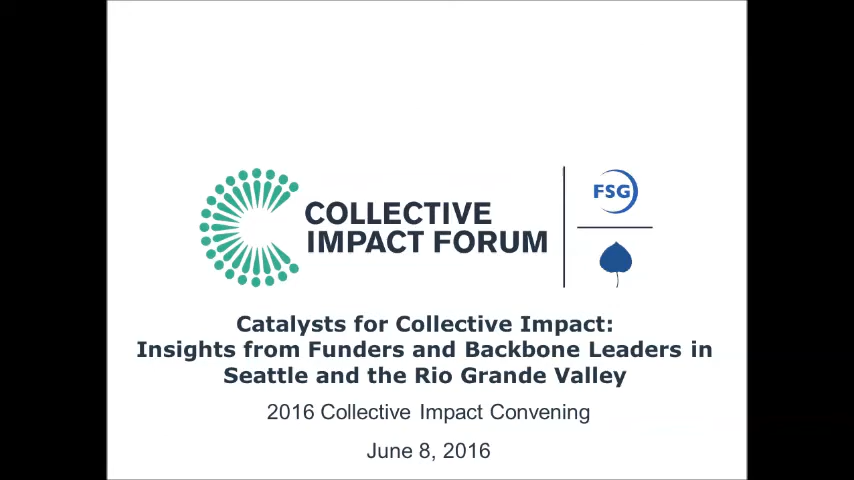 COLLECTIVE
IMPACT FORUM
FSG
Catalysts for Collective Impact:
Insights from Funders and Backbone Leaders in
Seattle and the Rio Grande Valley
2016 Collective Impact Convening
June 8, 2016